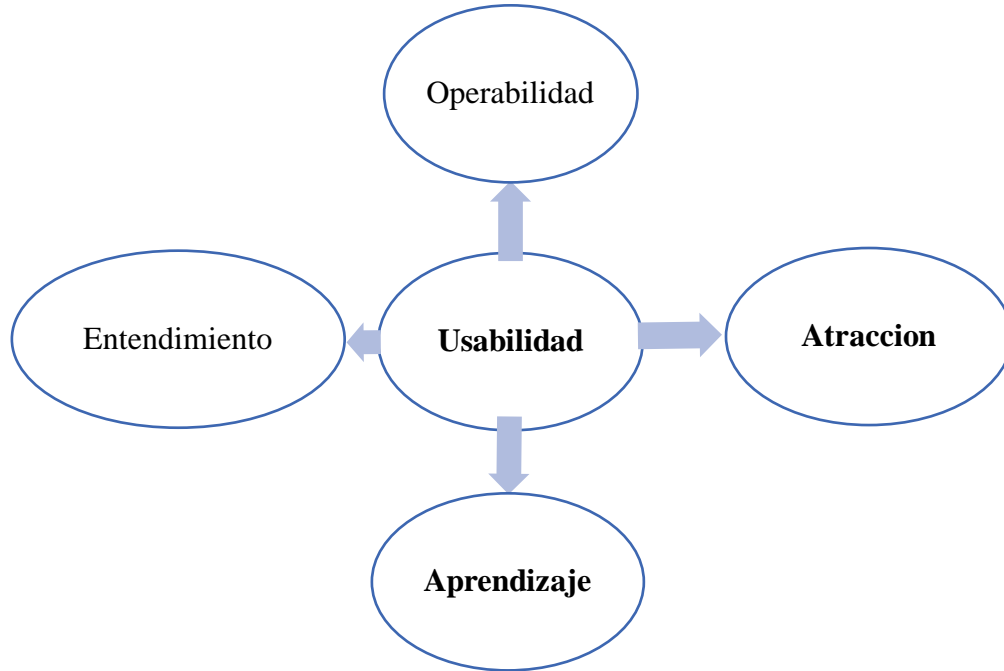 Operabilidad
Entendimiento
Usabilidad
Atraccion
Aprendizaje